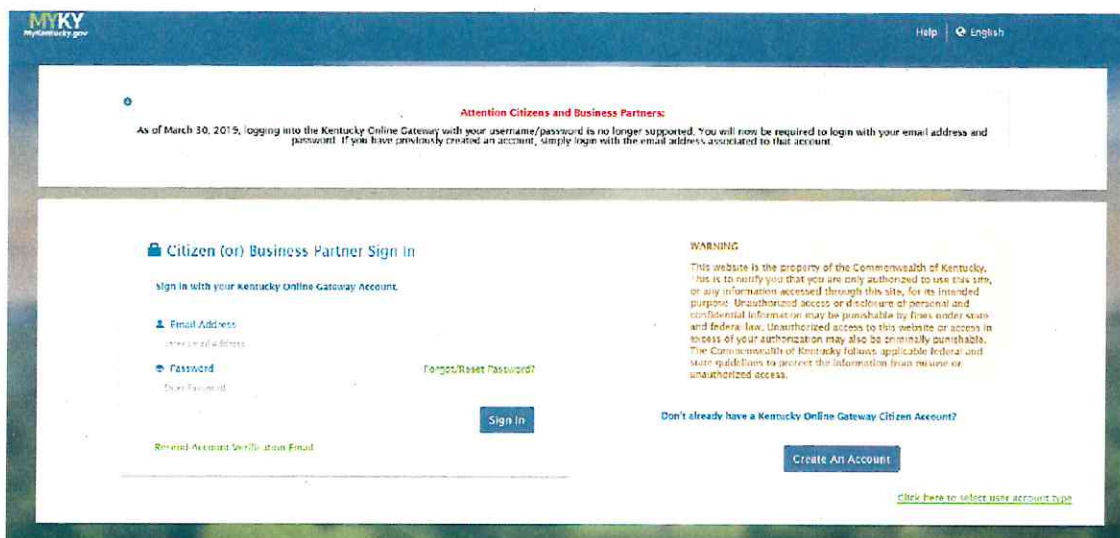 MYKY
MyKentucky.gov
Help
English
Attention Citizens and Business Partners:
As of March 30, 2019, logging into the Kentucky Online Gateway with your username/password is no longer supported. You will now be required to login with your email address and
password. If you have previously created an account, simply login with the email address associated to that account.
Citizen (or) Business Partner Sign In
Sign in with your Kentucky Online Gateway Account.
Email Address
Enter Email Address
Password
Forgot/Reset Password?
Enter Password
Sign In
Resend Account Verification Email
WARNING
This website is the property of the Commonwealth of Kentucky.
This is to notify you that you are only authorized to use this site,
or any information accessed through this site, for its intended
purpose. Unauthorized access or disclosure of personal and
confidential information may be punishable by fines under state
and federal law. Unauthorized access to this website or access in
excess of your authorization may also be criminally punishable.
The Commonwealth of Kentucky follows applicable federal and
state guidelines to protect the information from misuse or
unauthorized access.
Don't already have a Kentucky Online Gateway Citizen Account?
Create An Account
Click here to select user account type